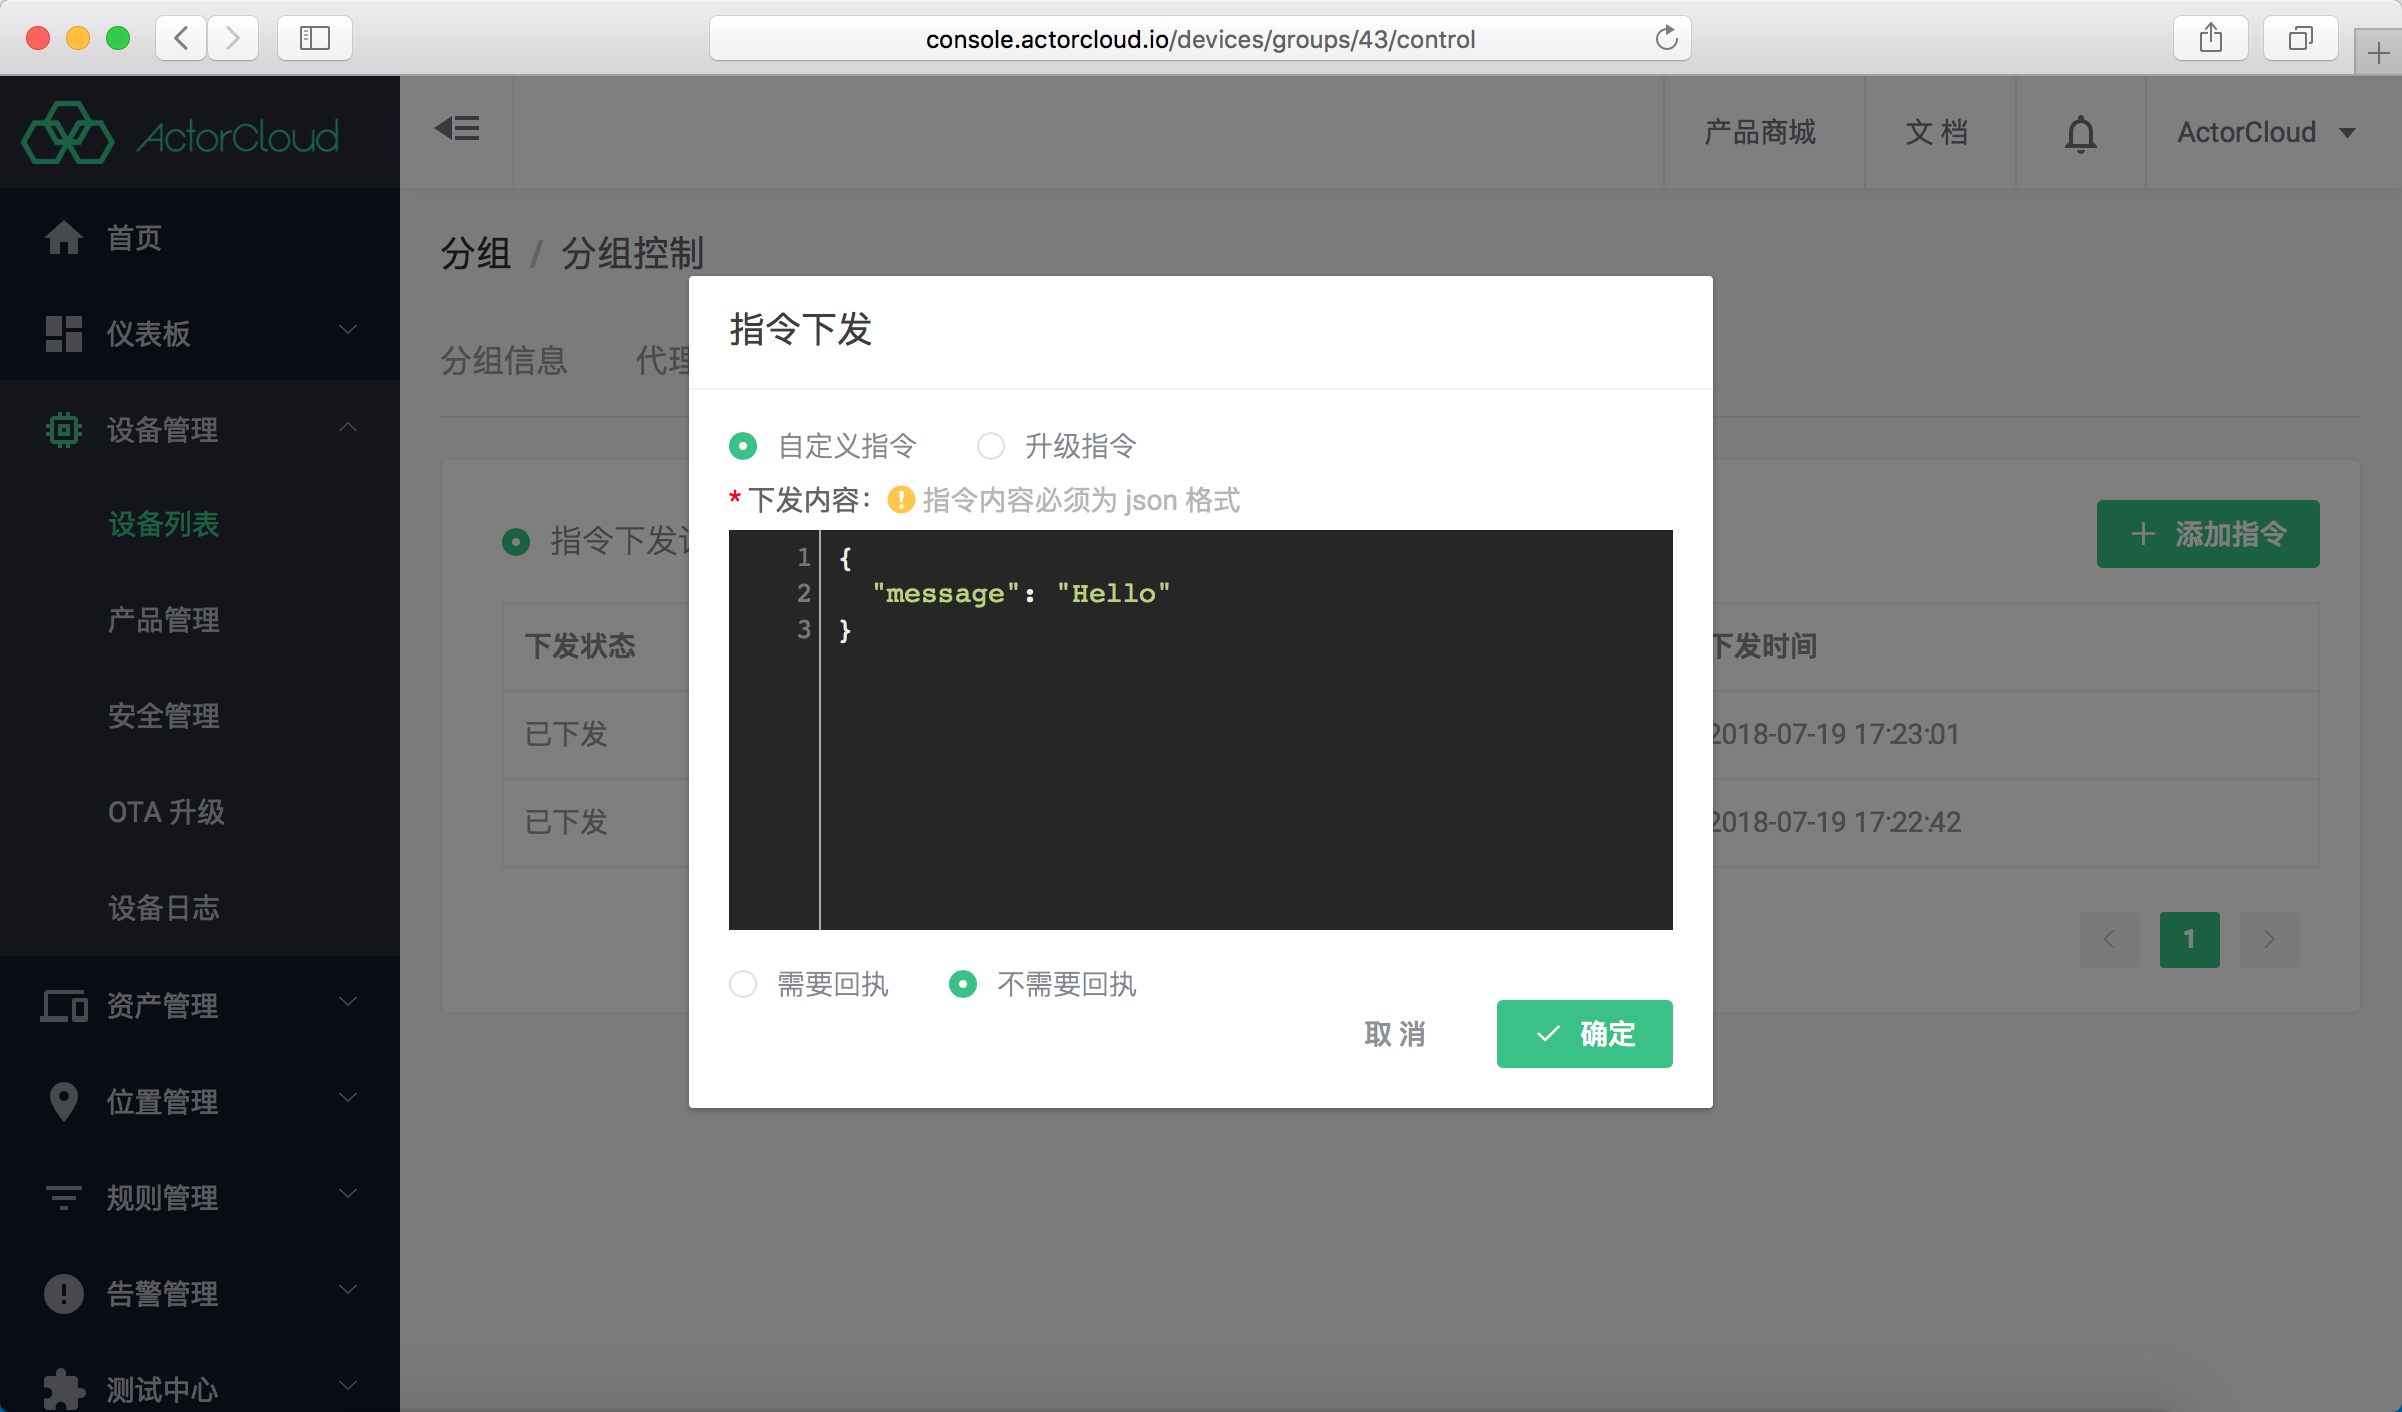 console.actorcloud.io/devices/groups/43/control
ActorCloud
产品商城
文 档
ActorCloud
首页
仪表板
设备管理
设备列表
产品管理
安全管理
OTA 升级
设备日志
资产管理
位置管理
规则管理
告警管理
测试中心
分组 / 分组控制
分组信息
代理
指令下发
添加指令
下发状态
下发时间
已下发
2018-07-19 17:23:01
已下发
2018-07-19 17:22:42
1
指令下发
自定义指令
升级指令
* 下发内容： 指令内容必须为 json 格式
1 {
2 "message": "Hello"
3 }
需要回执
不需要回执
取 消
确定